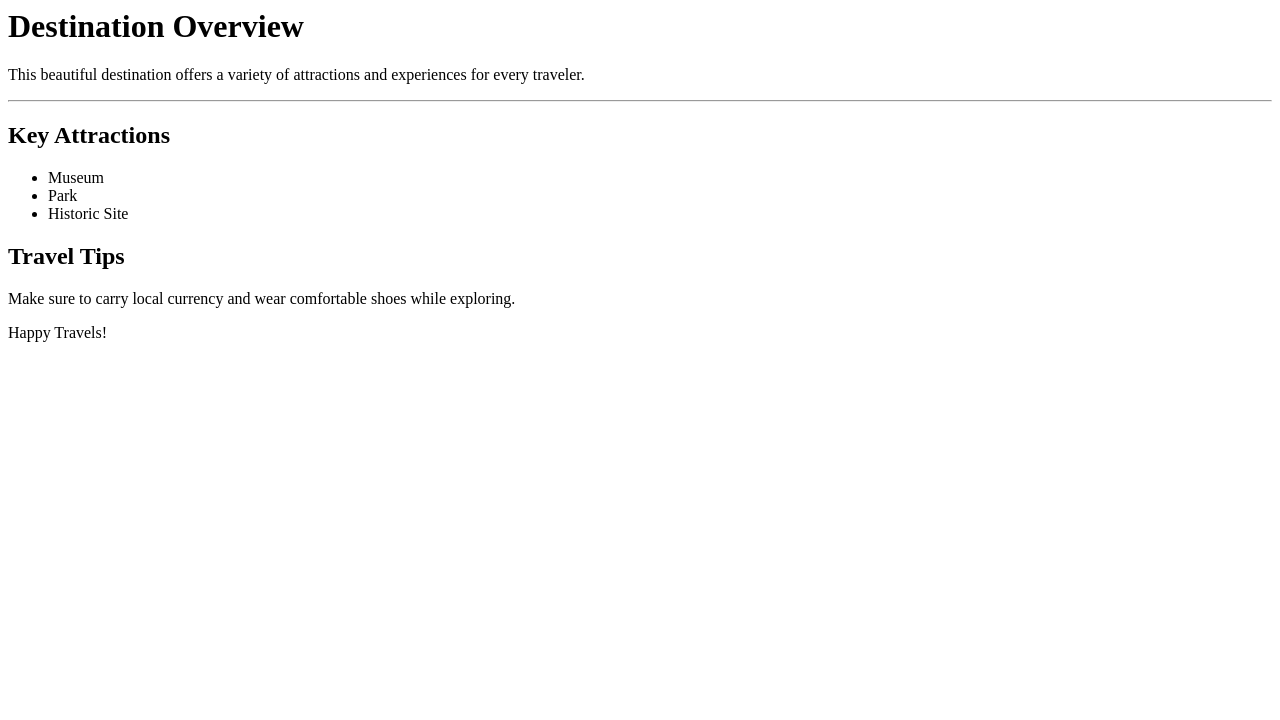 Destination Overview
This beautiful destination offers a variety of attractions and experiences for every traveler.
Key Attractions
Museum
Park
Historic Site
Travel Tips
Make sure to carry local currency and wear comfortable shoes while exploring.
Happy Travels!